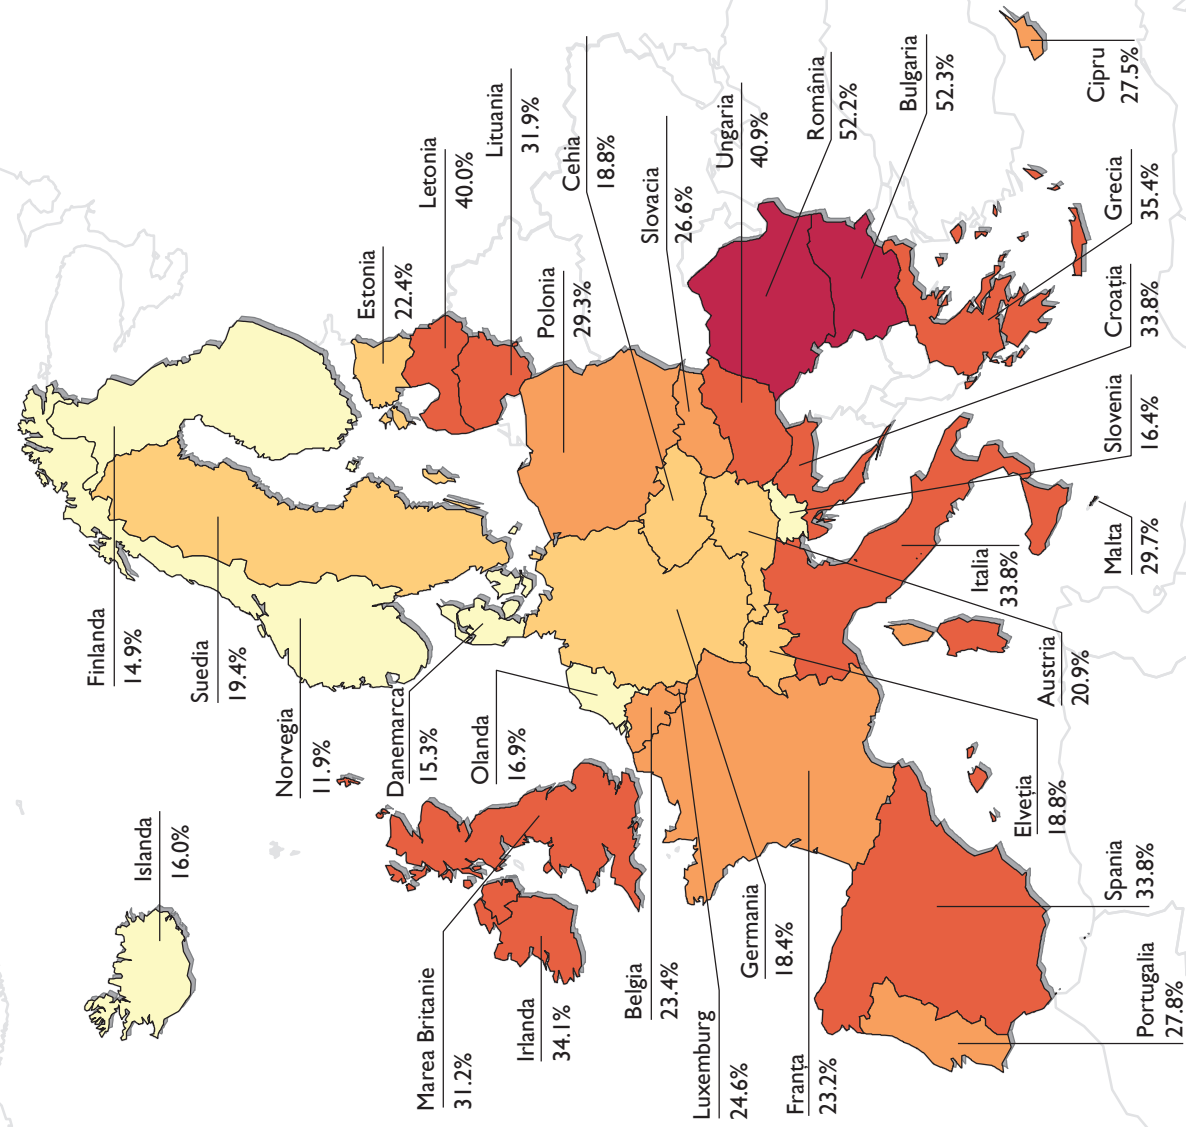 Islanda
16.0%
Norvegia
11.9%
Suedia
19.4%
Finlanda
14.9%
Estonia
22.4%
Letonia
40.0%
Lituania
31.9%
Danemarca
15.3%
Olanda
16.9%
Polonia
29.3%
Cehia
18.8%
Slovacia
26.6%
Ungaria
40.9%
România
52.2%
Bulgaria
52.3%
Cipru
27.5%
Marea Britanie
31.2%
Irlanda
34.1%
Belgia
23.4%
Luxemburg
24.6%
Germania
18.4%
Franța
23.2%
Grecia
35.4%
Croația
33.8%
Slovenia
16.4%
Malta
29.7%
Italia
33.8%
Austria
20.9%
Elveția
18.8%
Spania
33.8%
Portugalia
27.8%